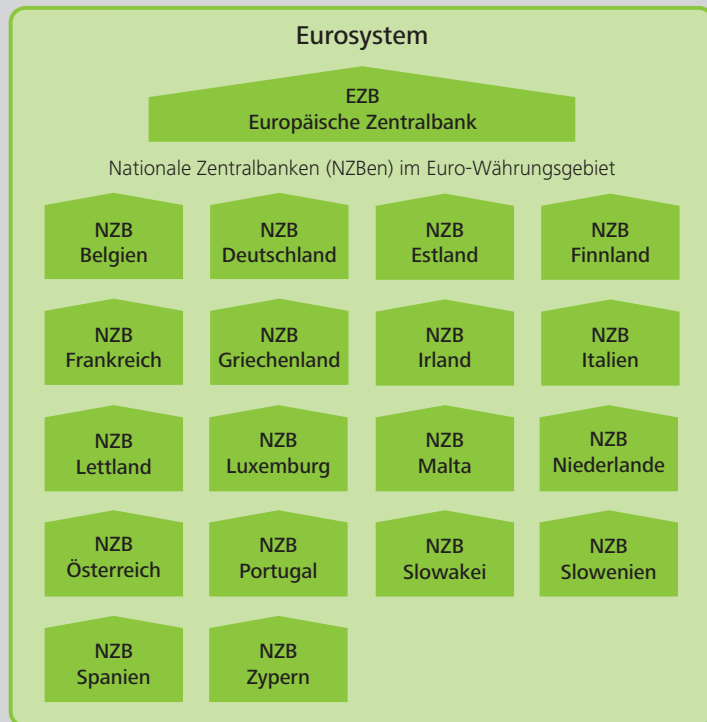 Eurosystem
EZB
Europäische Zentralbank
Nationale Zentralbanken (NZBen) im Euro-Währungsgebiet
NZB
Belgien
NZB
Deutschland
NZB
Estland
NZB
Finnland
NZB
Frankreich
NZB
Griechenland
NZB
Irland
NZB
Italien
NZB
Lettland
NZB
Luxemburg
NZB
Malta
NZB
Niederlande
NZB
Österreich
NZB
Portugal
NZB
Slowakei
NZB
Slowenien
NZB
Spanien
NZB
Zypern